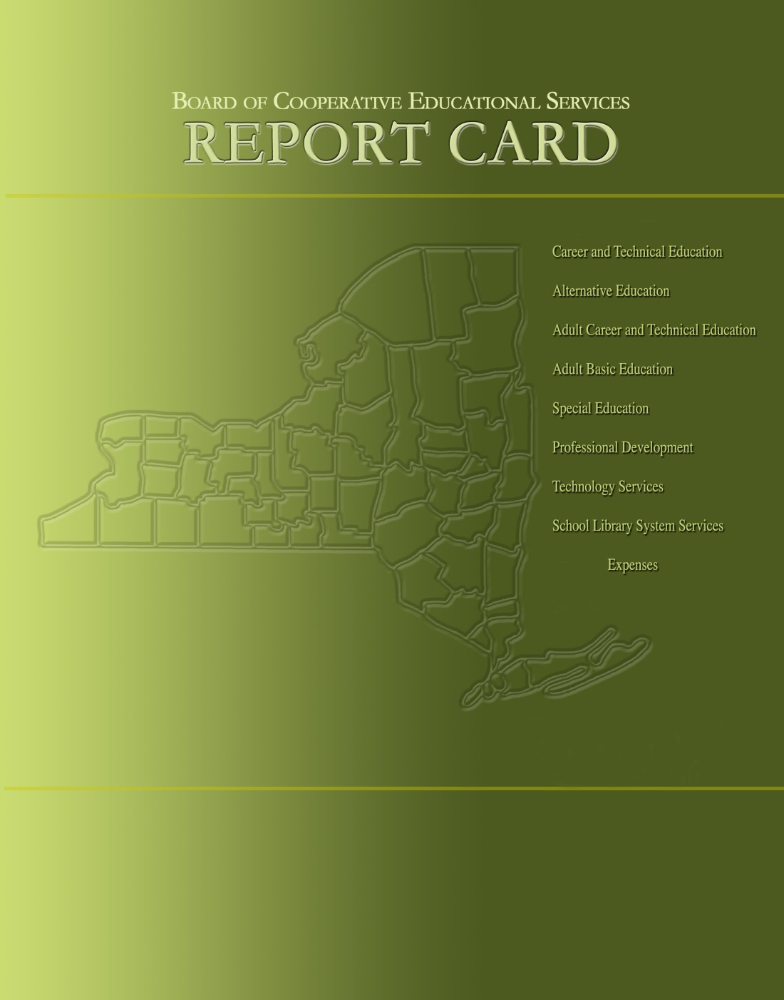 Board of Cooperative Educational Services
REPORT CARD
Career and Technical Education
Alternative Education
Adult Career and Technical Education
Adult Basic Education
Special Education
Professional Development
Technology Services
School Library System Services
Expenses